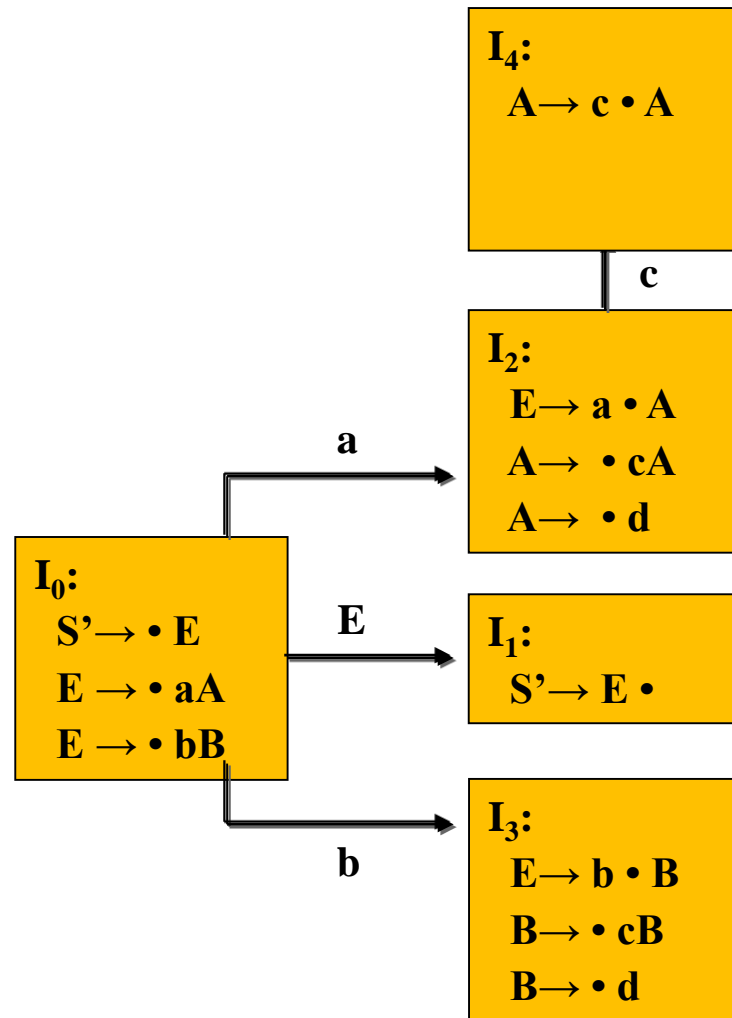 I₄:
A→ c • A
c
I₂:
E→ a • A
A→ • cA
A→ • d
a
I₀:
S’→ • E
E → • aA
E → • bB
E
I₁:
S’→ E •
b
I₃:
E→ b • B
B→ • cB
B→ • d